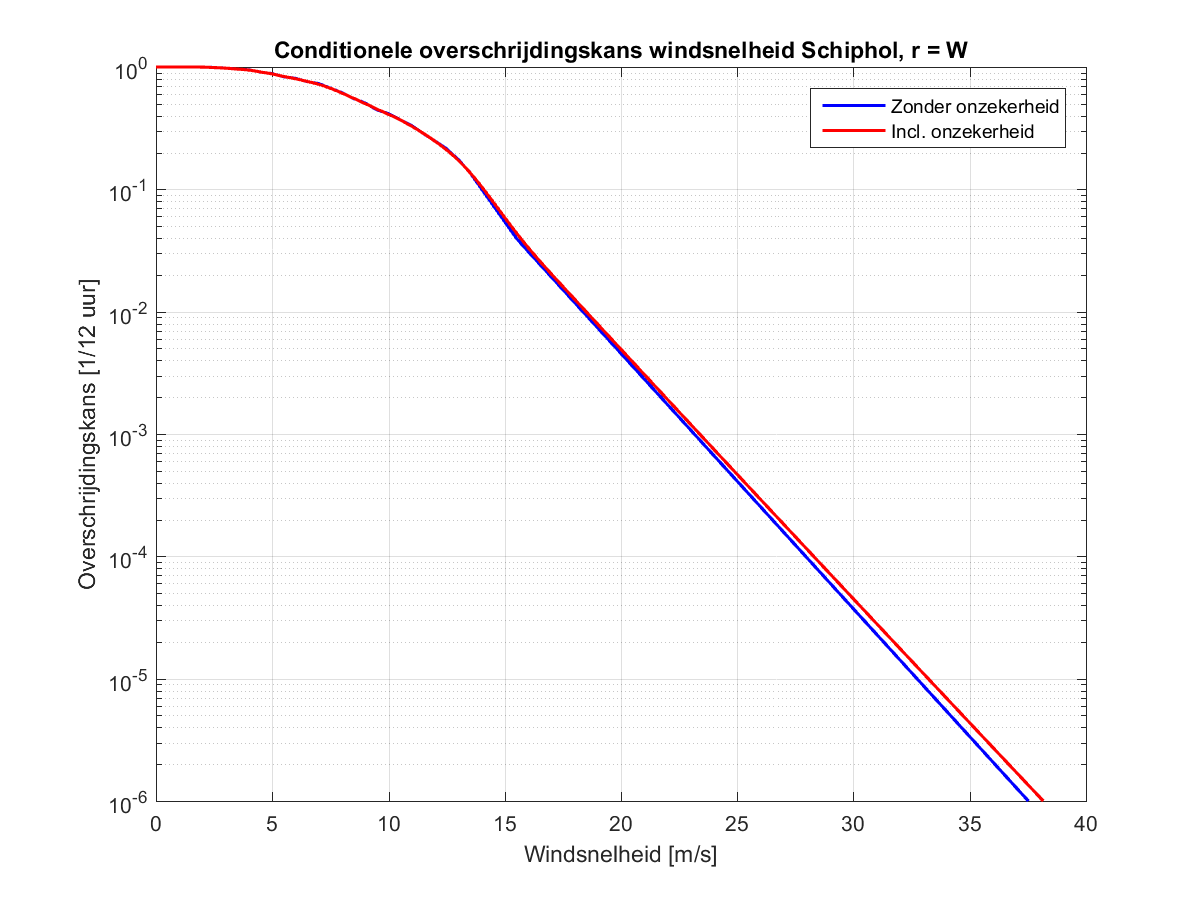 Conditionele overschrijdingskans windsnelheid Schiphol, r = W
Zonder onzekerheid
Incl. onzekerheid
Overschrijdingskans [1/12 uur]
10^0
10^-1
10^-2
10^-3
10^-4
10^-5
10^-6
0 5 10 15 20 25 30 35 40
Windsnelheid [m/s]